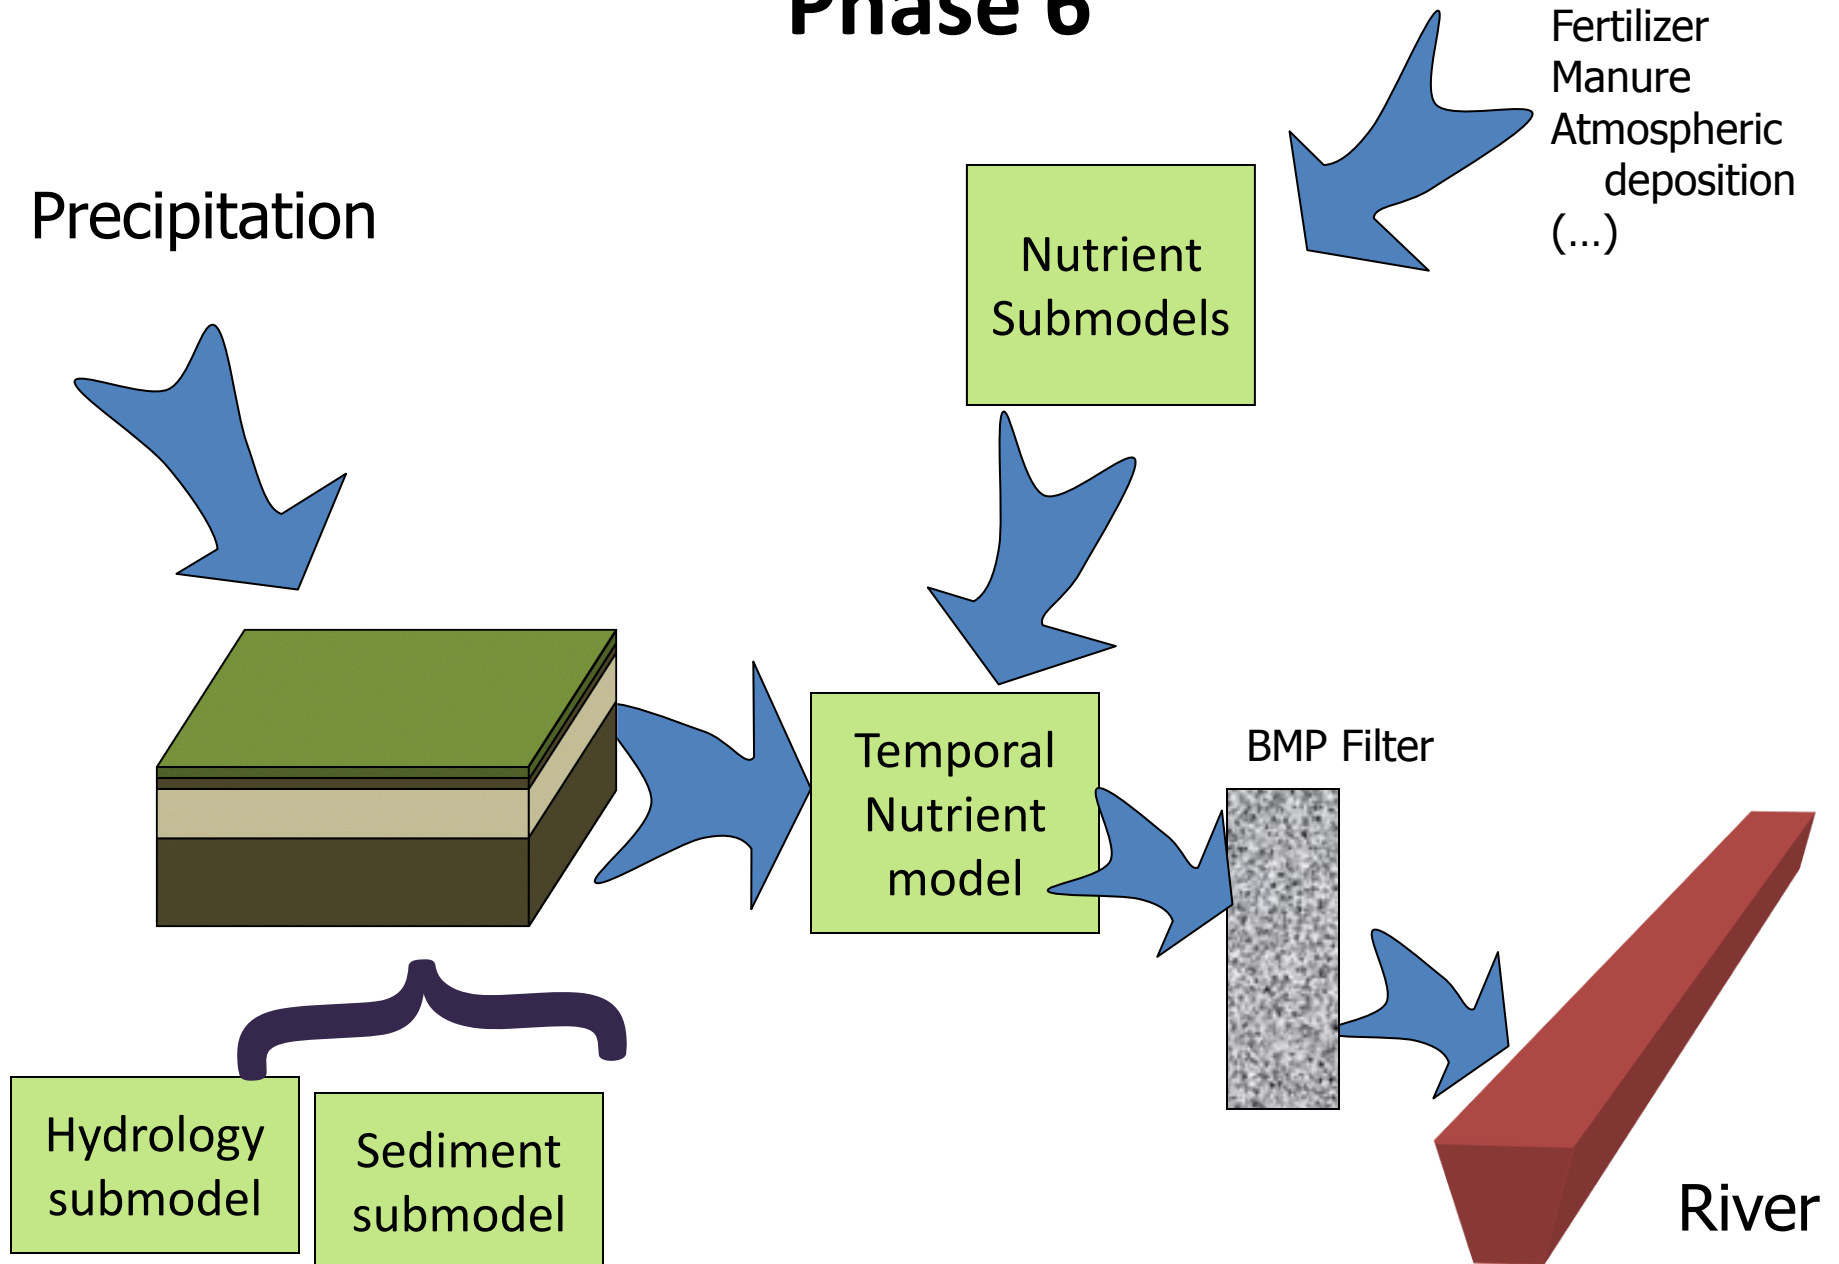 Phase 6
Fertilizer
Manure
Atmospheric
deposition
(...)
Precipitation
Nutrient
Submodels
Temporal
Nutrient
model
BMP Filter
Hydrology
submodel
Sediment
submodel
River